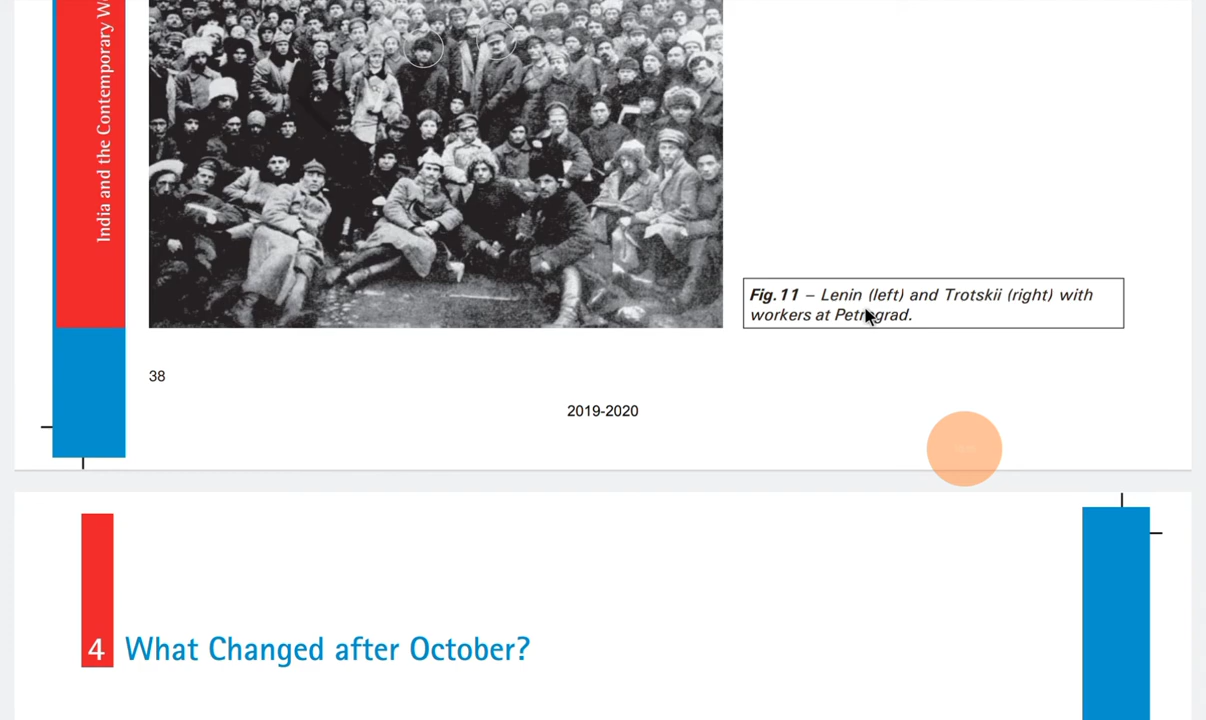 India and the Contemporary W
Fig.11 – Lenin (left) and Trotskii (right) with
workers at Petrograd.
38
2019-2020
4 What Changed after October?